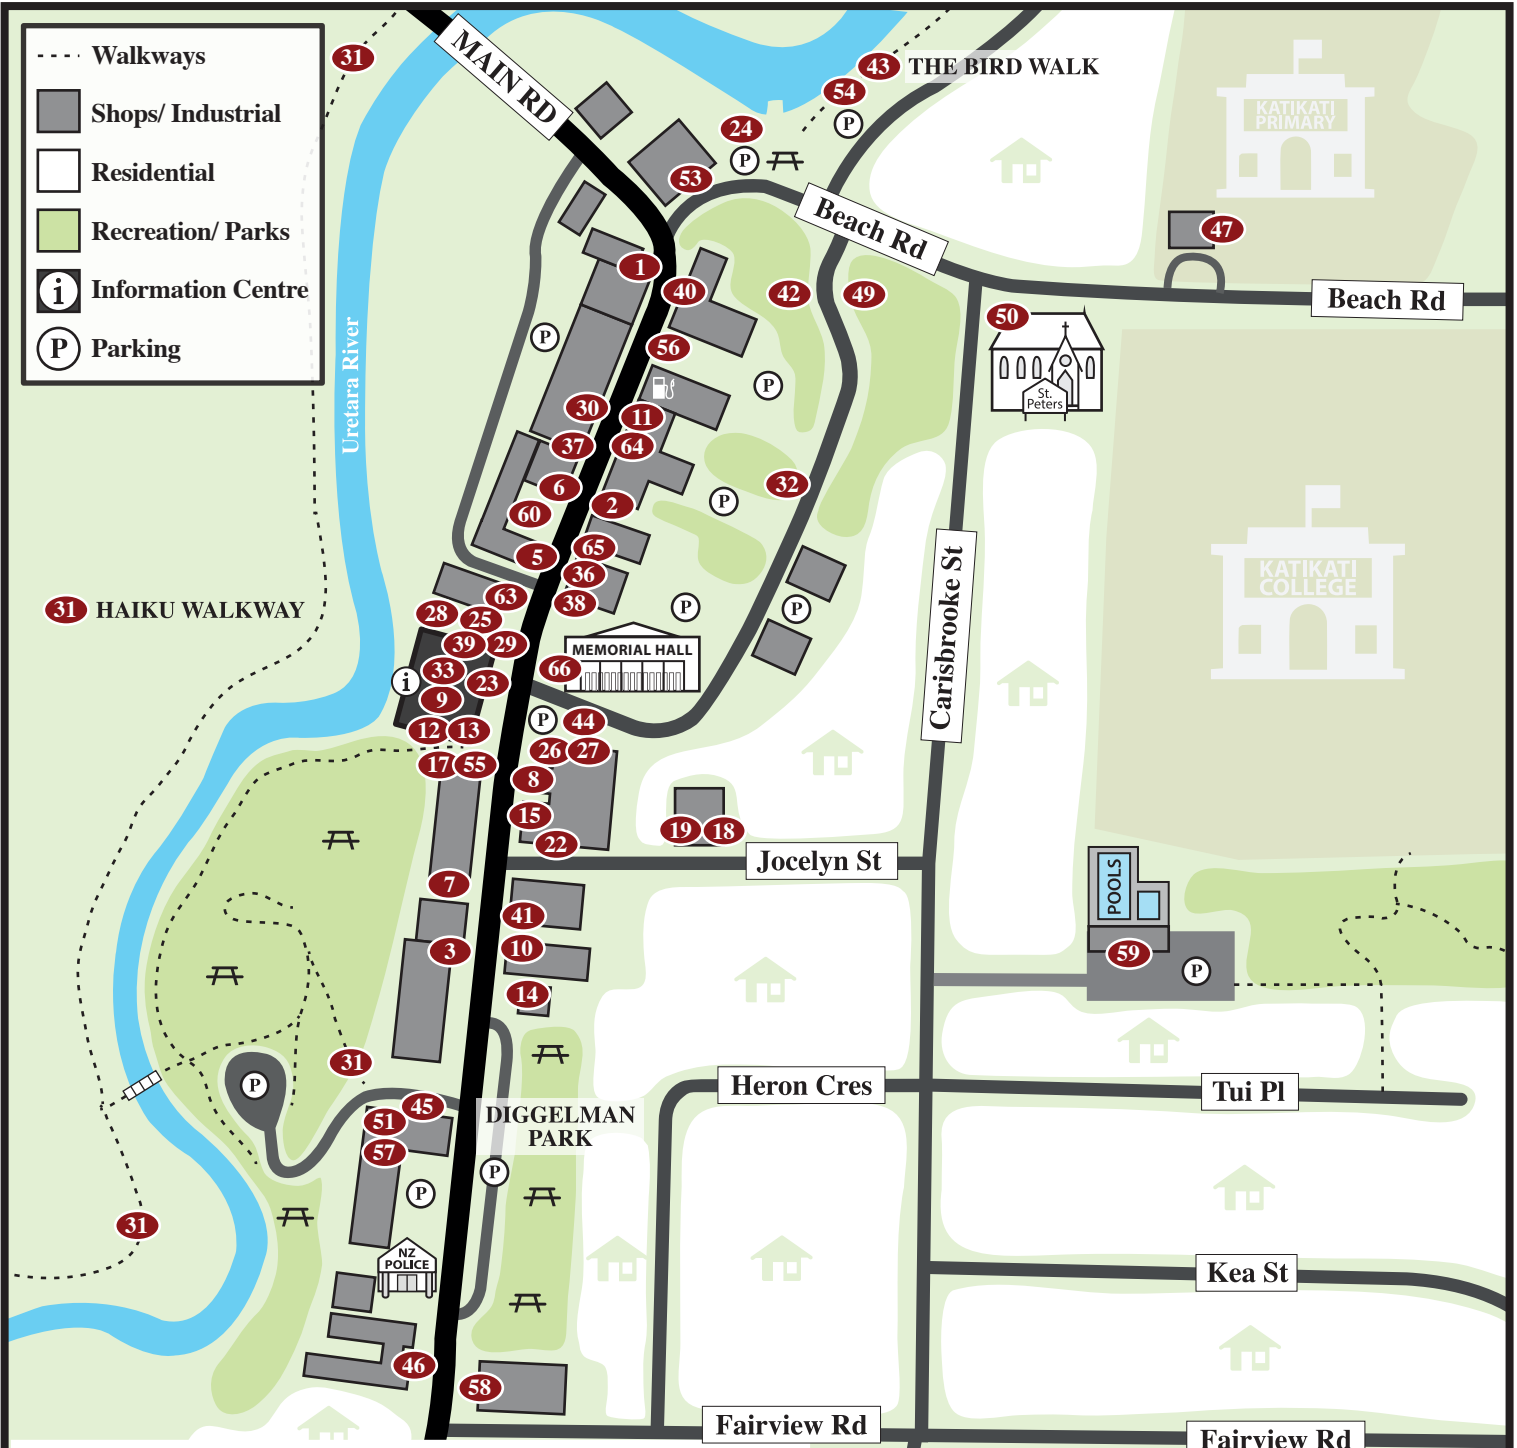 Walkways
Shops/ Industrial
Residential
Recreation/ Parks
i Information Centre
P Parking
31
MAIN RD
43 THE BIRD WALK
54
P
24
P
53
KATIKATI
PRIMARY
Beach Rd
47
Beach Rd
1
40
42
49
50
St.
Peters
Uretara River
P
56
P
30
11
37
64
6
2
60
32
P
5
65
36
63
38
P
P
28
25
39
29
33
23
i
9
12
13
17
55
66
MEMORIAL HALL
P
44
26
27
8
15
22
19
18
31 HAIKU WALKWAY
KATIKATI
COLLEGE
Carisbrooke St
Jocelyn St
7
41
3
10
14
POOLS
59
P
31
P
45
51
57
P
DIGGELMAN
PARK
P
Heron Cres
Tui Pl
31
NZ
POLICE
Kea St
46
58
Fairview Rd
Fairview Rd